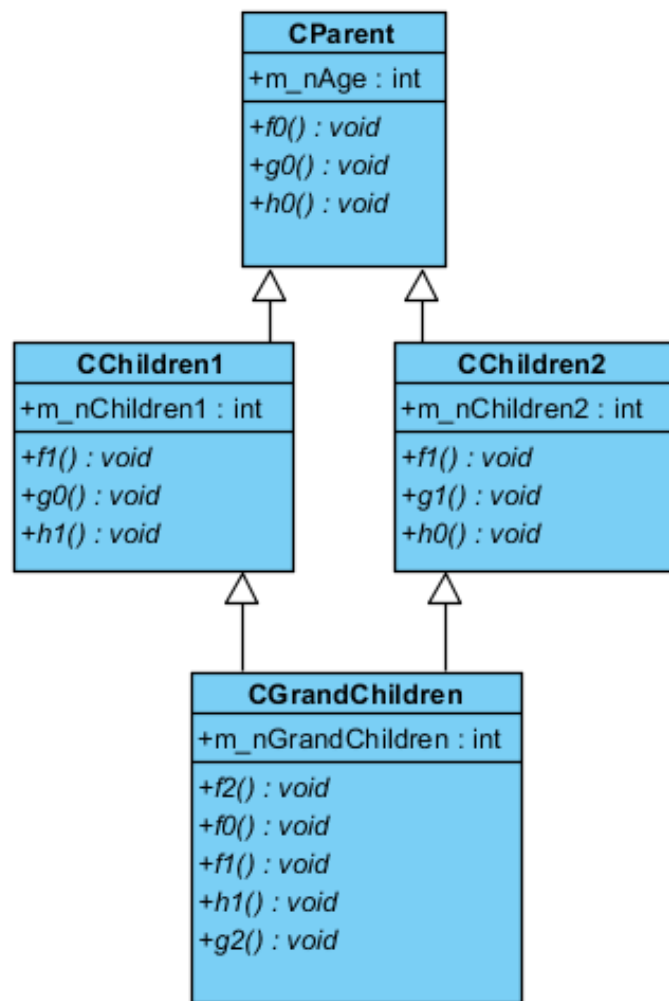 CParent
+m_nAge : int
+f0() : void
+g0() : void
+h0() : void
CChildren1
+m_nChildren1 : int
+f1() : void
+g0() : void
+h1() : void
CChildren2
+m_nChildren2 : int
+f1() : void
+g1() : void
+h0() : void
CGrandChildren
+m_nGrandChildren : int
+f2() : void
+f0() : void
+f1() : void
+h1() : void
+g2() : void